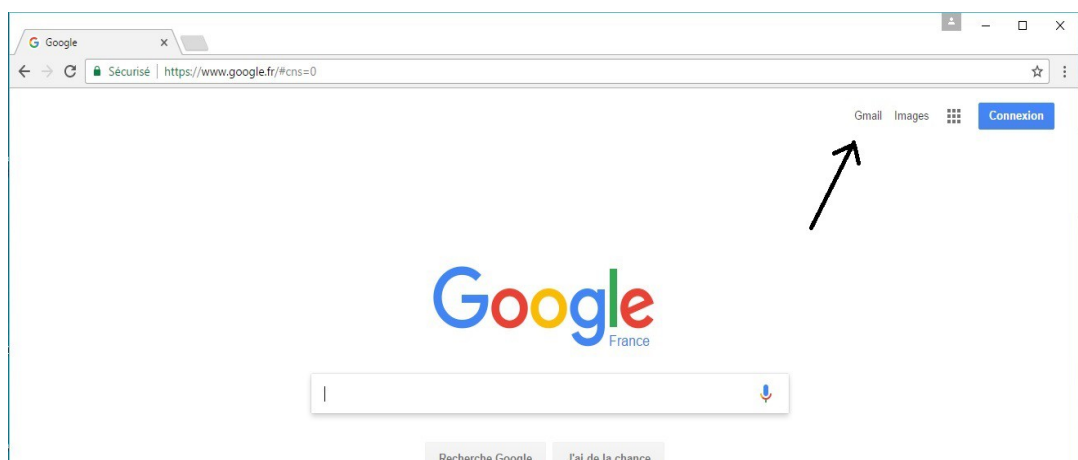 Google
Sécurisé | https://www.google.fr/#cns=0
Gmail Images Connexion
Google
France
Recherche Google J'ai de la chance